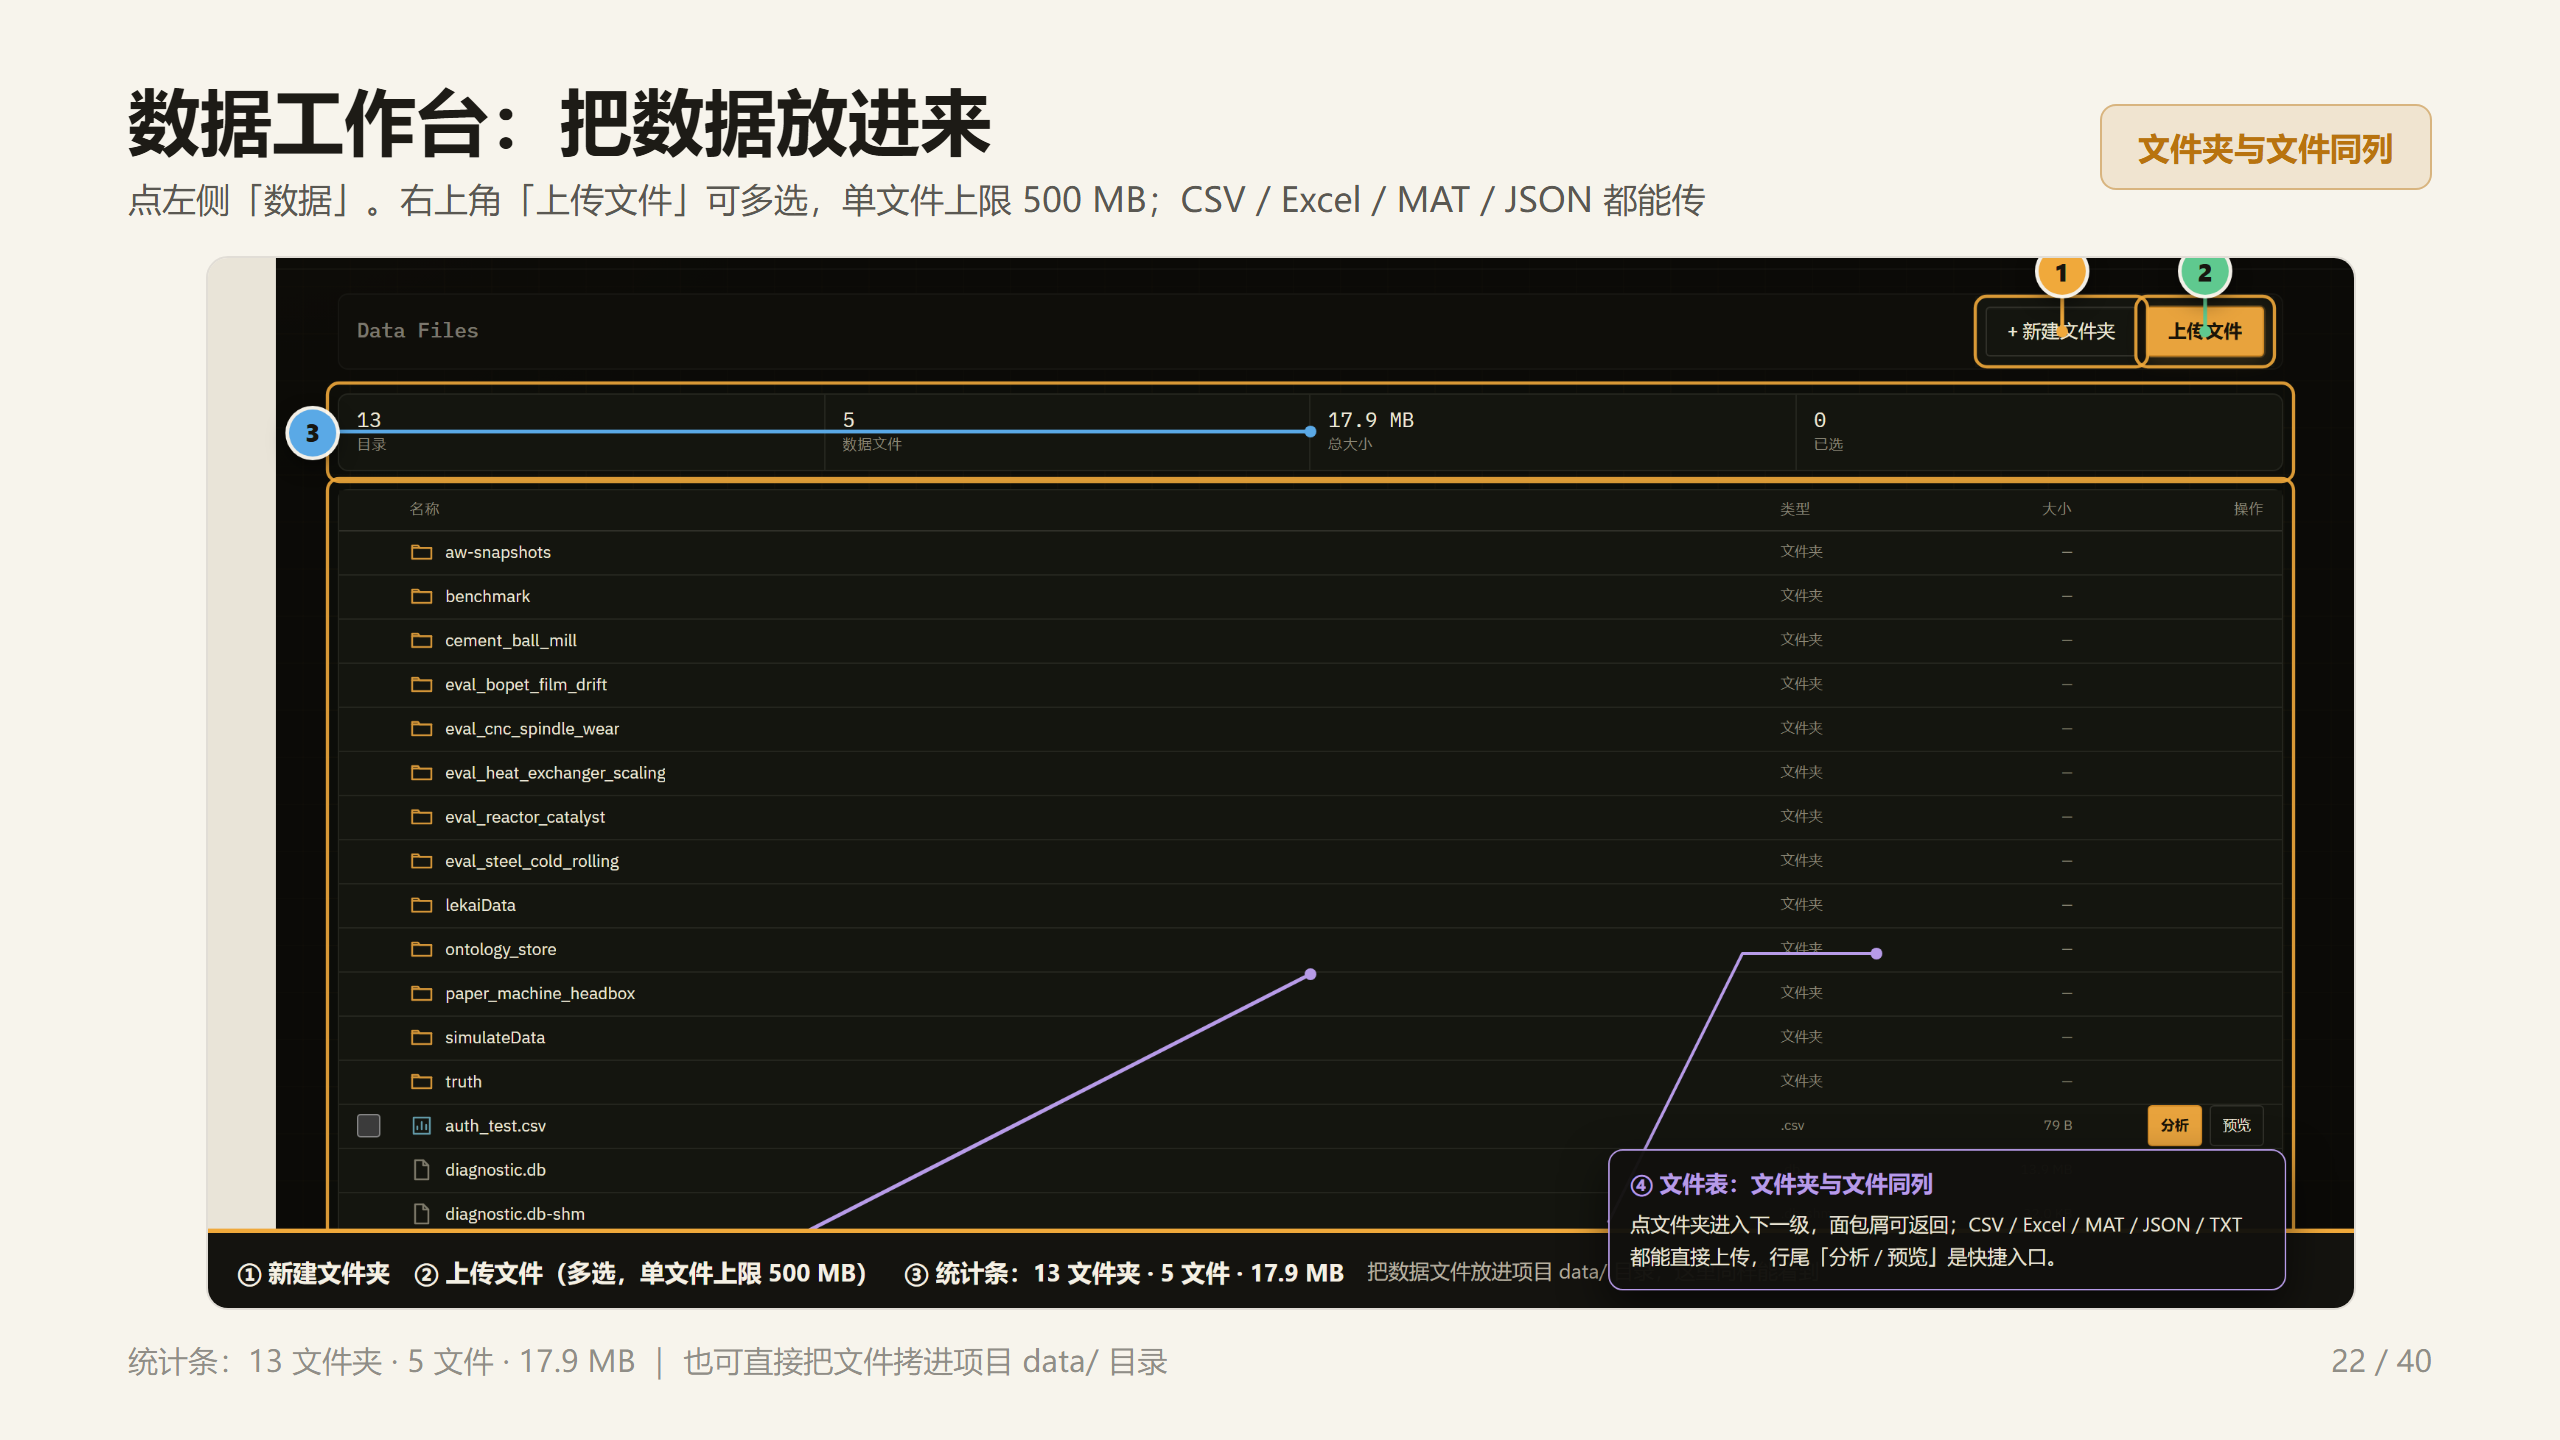 数据工作台：把数据放进来
点左侧「数据」。右上角「上传文件」可多选，单文件上限 500 MB；CSV / Excel / MAT / JSON 都能传
文件夹与文件同列
1
2
Data Files
+ 新建文件夹
上传文件
3
13
目录
5
数据文件
17.9 MB
总大小
0
已选
名称 类型 大小 操作
aw-snapshots 文件夹 —
benchmark 文件夹 —
cement_ball_mill 文件夹 —
eval_bopet_film_drift 文件夹 —
eval_cnc_spindle_wear 文件夹 —
eval_heat_exchanger_scaling 文件夹 —
eval_reactor_catalyst 文件夹 —
eval_steel_cold_rolling 文件夹 —
lekaiData 文件夹 —
ontology_store 文件夹 —
paper_machine_headbox 文件夹 —
simulateData 文件夹 —
truth 文件夹 —
auth_test.csv .csv 79 B 分析 预览
diagnostic.db
diagnostic.db-shm
④ 文件表：文件夹与文件同列
点文件夹进入下一级，面包屑可返回；CSV / Excel / MAT / JSON / TXT
都能直接上传，行尾「分析 / 预览」是快捷入口。
① 新建文件夹 ② 上传文件（多选，单文件上限 500 MB） ③ 统计条：13 文件夹 · 5 文件 · 17.9 MB 把数据文件放进项目 data/
统计条：13 文件夹 · 5 文件 · 17.9 MB ｜ 也可直接把文件拷进项目 data/ 目录
22 / 40